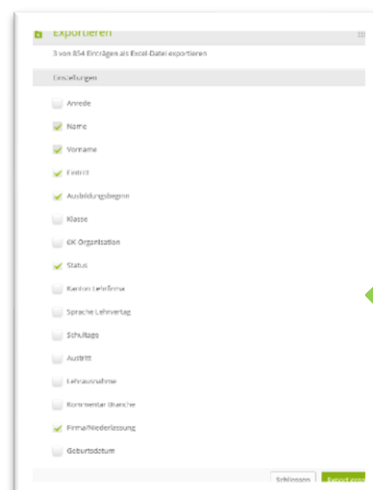 Exportieren
3 von 854 Einträgen als Excel-Datei exportieren
Einstellungen
Anrede
Name
Vorname
Eintritt
Ausbildungsbeginn
Klasse
üK Organisation
Status
Kanton Lehrfirma
Sprache Lehrvertrag
Schultage
Austritt
Kommentar Branche
Firma/Niederlassung
Geburtsdatum
Schliessen Export